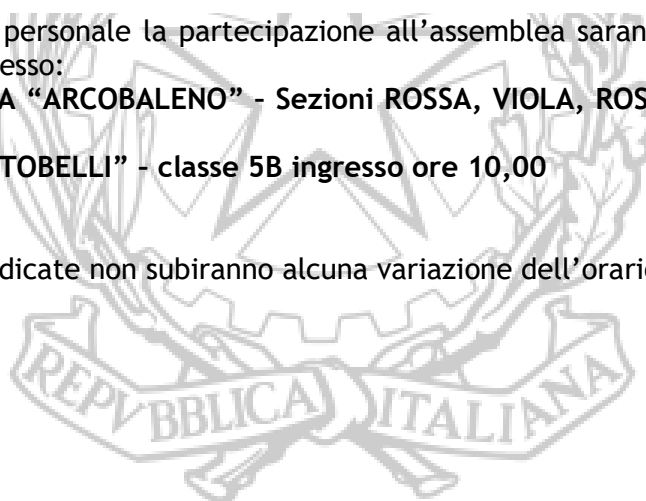 personale la partecipazione all’assemblea saran
esso:
A “ARCOBALENO” – Sezioni ROSSA, VIOLA, ROS
TOBELLI” – classe 5B ingresso ore 10,00
dicate non subiranno alcuna variazione dell’orario
REPVBBLICA ITALIANA